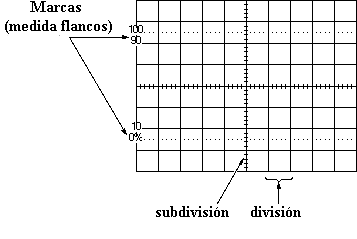 Marcas
(medida flancos)
100
90
10
0%
subdivisión
división